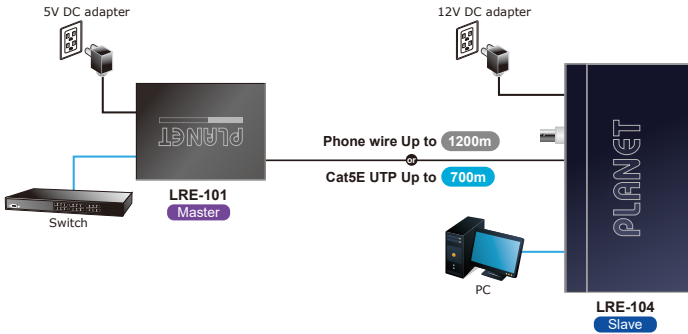 5V DC adapter
12V DC adapter
PLANET
Phone wire Up to 1200m
or
Cat5E UTP Up to 700m
PLANET
LRE-101
Master
Switch
PC
LRE-104
Slave